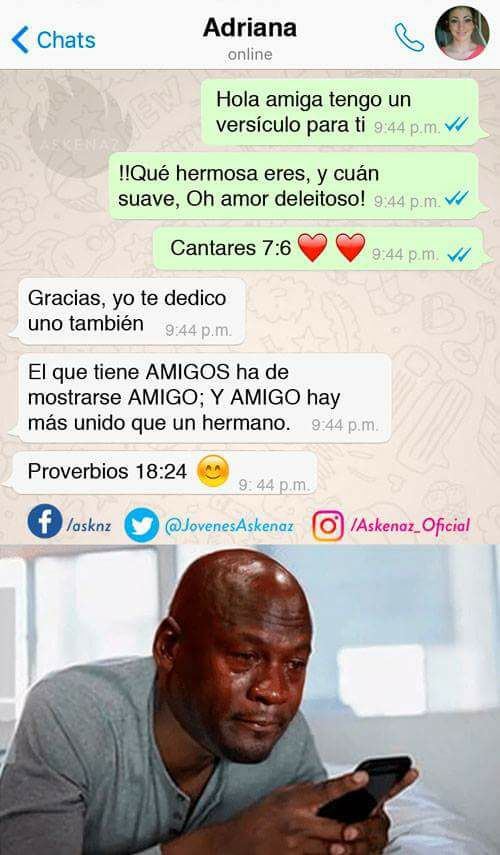 Chats
Adriana
online
ASKENAZ
Hola amiga tengo un
versículo para ti 9:44 p.m.
!!Qué hermosa eres, y cuán
suave, Oh amor deleitoso! 9:44 p.m.
Cantares 7:6 ❤️ ❤️ 9:44 p.m.
Gracias, yo te dedico
uno también 9:44 p.m.
El que tiene AMIGOS ha de
mostrarse AMIGO; Y AMIGO hay
más unido que un hermano. 9:44 p.m.
Proverbios 18:24 😊 9: 44 p.m.
/asknz @JovenesAskenaz /Askenaz_Oficial